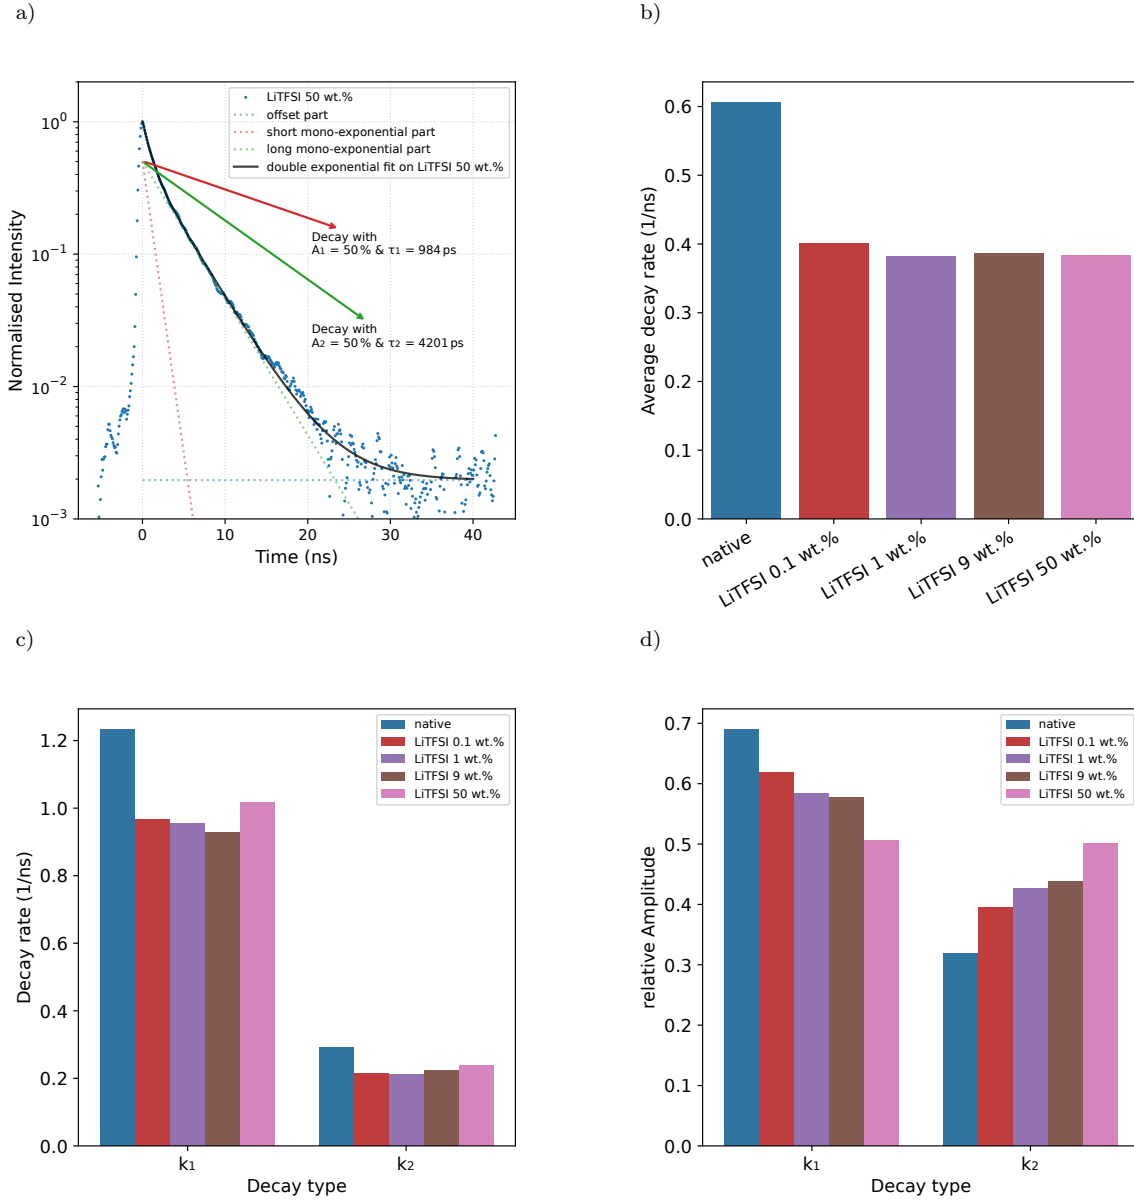 a)
LiTFSI 50 wt.%
offset part
short mono-exponential part
long mono-exponential part
double exponential fit on LiTFSI 50 wt.%
Decay with
A₁ = 50% & τ₁ = 984 ps
Decay with
A₂ = 50% & τ₂ = 4201 ps
10⁰
10⁻¹
10⁻²
10⁻³
Normalised Intensity
0
10
20
30
40
Time (ns)
b)
0.6
0.5
0.4
0.3
0.2
0.1
0.0
Average decay rate (1/ns)
native
LiTFSI 0.1 wt.%
LiTFSI 1 wt.%
LiTFSI 9 wt.%
LiTFSI 50 wt.%
c)
native
LiTFSI 0.1 wt.%
LiTFSI 1 wt.%
LiTFSI 9 wt.%
LiTFSI 50 wt.%
1.2
1.0
0.8
0.6
0.4
0.2
0.0
Decay rate (1/ns)
k₁
k₂
Decay type
d)
native
LiTFSI 0.1 wt.%
LiTFSI 1 wt.%
LiTFSI 9 wt.%
LiTFSI 50 wt.%
0.7
0.6
0.5
0.4
0.3
0.2
0.1
0.0
relative Amplitude
k₁
k₂
Decay type